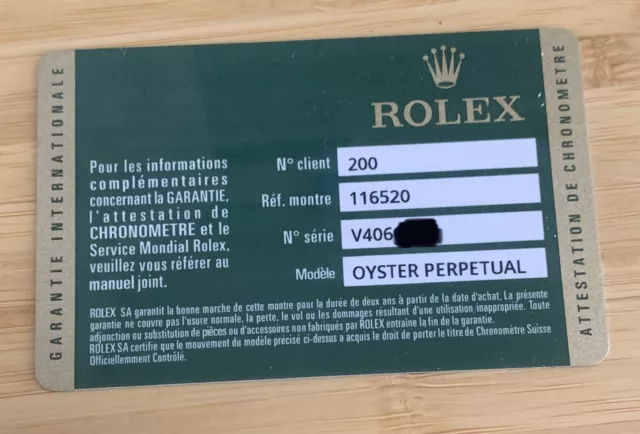 GARANTIE INTERNATIONALE
ROLEX
Pour les informations
complémentaires
concernant la GARANTIE,
l'attestation de
CHRONOMETRE et le
Service Mondial Rolex,
veuillez vous référer au
manuel joint.
N° client 200
Réf. montre 116520
N° série V406
Modèle OYSTER PERPETUAL
ROLEX SA garantit la bonne marche de cette montre pour la durée de deux ans à partir de la date d'achat. La présente
garantie ne couvre pas l'usure normale, la perte, le vol ou les dommages résultant d'une utilisation inappropriée. Toute
adjonction ou substitution de pièces ou d'accessoires non fabriqués par ROLEX entraîne la fin de la garantie.
ROLEX SA certifie que le mouvement du modèle précisé ci-dessus a acquis le droit de porter le titre de Chronomètre Suisse
Officiellement Contrôlé.
ATTESTATION DE CHRONOMETRE